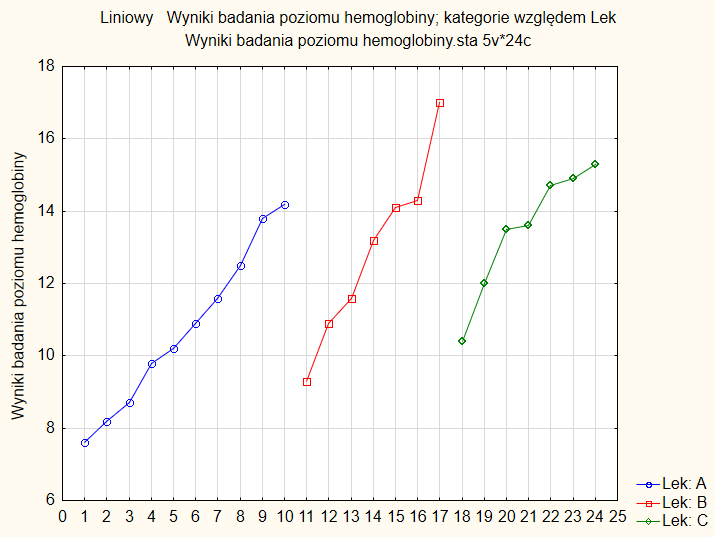 Liniowy Wyniki badania poziomu hemoglobiny; kategorie względem Lek
Wyniki badania poziomu hemoglobiny.sta 5v*24c
Wyniki badania poziomu hemoglobiny
18
16
14
12
10
8
6
0 1 2 3 4 5 6 7 8 9 10 11 12 13 14 15 16 17 18 19 20 21 22 23 24 25
Lek: A
Lek: B
Lek: C